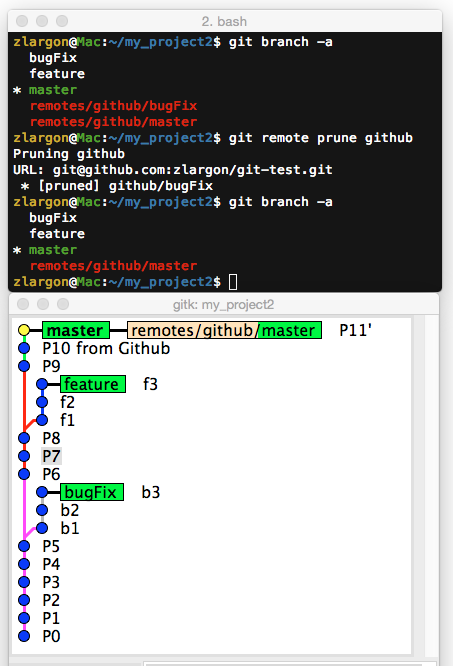 2. bash
zlargon@Mac:~/my_project2$ git branch -a
bugFix
feature
* master
remotes/github/bugFix
remotes/github/master
zlargon@Mac:~/my_project2$ git remote prune github
Pruning github
URL: git@github.com:zlargon/git-test.git
* [pruned] github/bugFix
zlargon@Mac:~/my_project2$ git branch -a
bugFix
feature
* master
remotes/github/master
zlargon@Mac:~/my_project2$
gitk: my_project2
master remotes/github/master P11'
P10 from Github
P9
feature f3
f2
f1
P8
P7
P6
bugFix b3
b2
b1
P5
P4
P3
P2
P1
P0